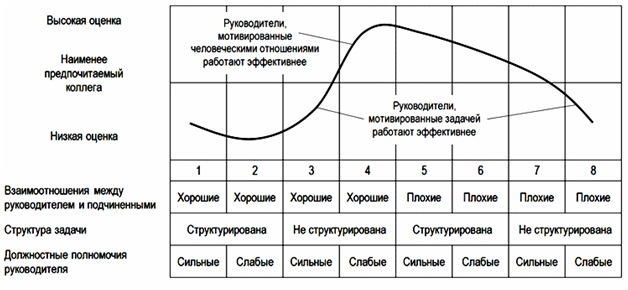 Высокая оценка
Руководители,
мотивированные
человеческими отношениями
работают эффективнее
Наименее
предпочитаемый
коллега
Руководители,
мотивированные задачей
работают эффективнее
Низкая оценка
1 2 3 4 5 6 7 8
Взаимоотношения между
руководителем и подчиненными
Хорошие Хорошие Хорошие Хорошие Плохие Плохие Плохие Плохие
Структура задачи
Структурирована Не структурирована Структурирована Не структурирована
Должностные полномочия
руководителя
Сильные Слабые Сильные Слабые Сильные Слабые Сильные Слабые